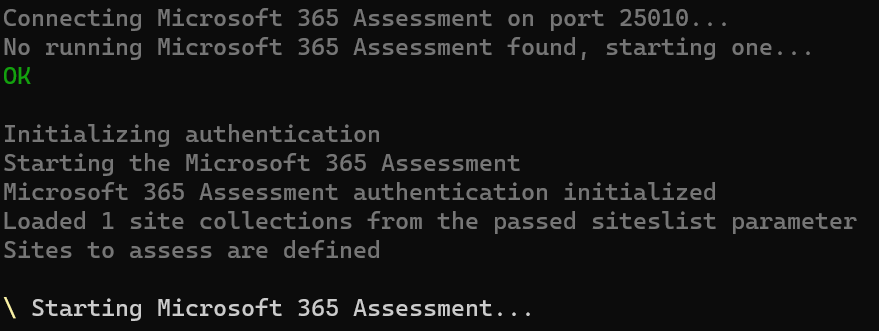 Connecting Microsoft 365 Assessment on port 25010...
No running Microsoft 365 Assessment found, starting one...
OK
Initializing authentication
Starting the Microsoft 365 Assessment
Microsoft 365 Assessment authentication initialized
Loaded 1 site collections from the passed siteslist parameter
Sites to assess are defined
\ Starting Microsoft 365 Assessment...